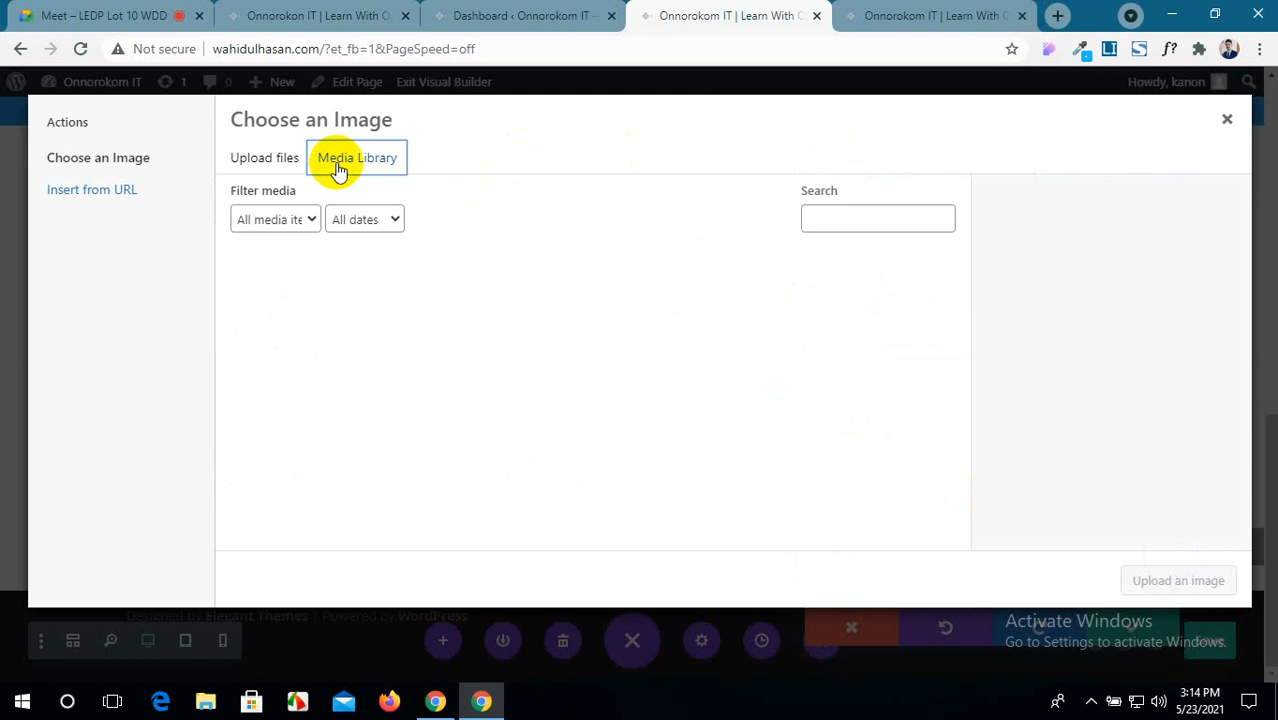 Meet – LEDP Lot 10 WDD
Onnorokon IT | Learn With O
Dashboard ‹ Onnorokom IT —
Onnorokom IT | Learn With O
Onnorokom IT | Learn With O
Not secure wahidulhasan.com/?et_fb=1&PageSpeed=off
Onnorokom IT 1 0 New Edit Page Exit Visual Builder Howdy, kanon
Actions
Choose an Image
Insert from URL
Choose an Image
Upload files Media Library
Filter media Search
All media ite All dates
Upload an image
Designed by Elegant Themes | Powered by WordPress
Activate Windows
Go to Settings to activate Windows.
3:14 PM
5/23/2021